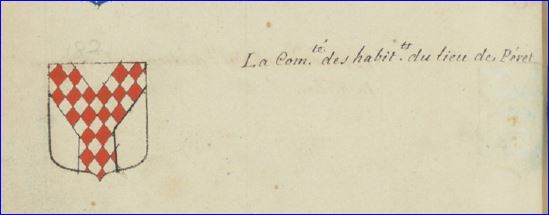 La Com.té des habit.ts du lieu de Péret